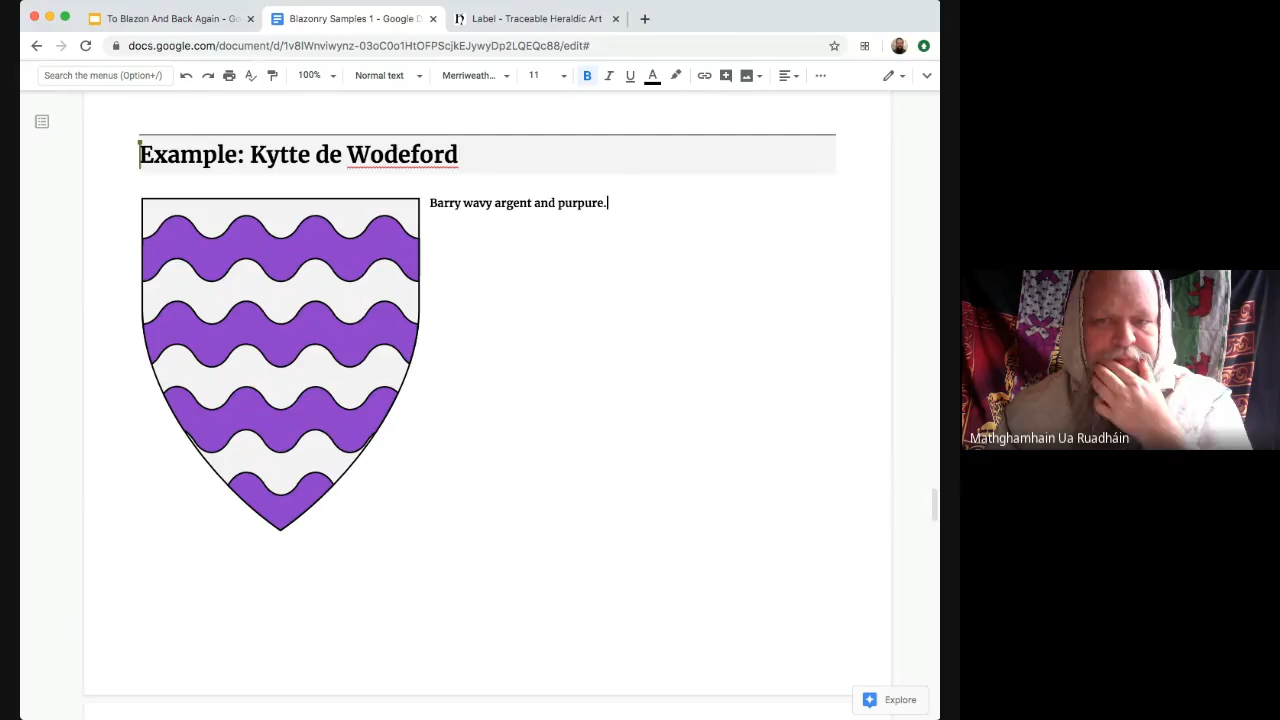 To Blazon And Back Again - Go
Blazonry Samples 1 - Google D
Label - Traceable Heraldic Art
docs.google.com/document/d/1v8lWnviwynz-03oC0o1HtOFPScjkEJywyDp2LQEQc88/edit#
Search the menus (Option+/)
100%
Normal text
Merriweath...
11
B
I
U
A
Example: Kytte de Wodeford
Barry wavy argent and purpure.
Mathghamhain Ua Ruadháin
Explore